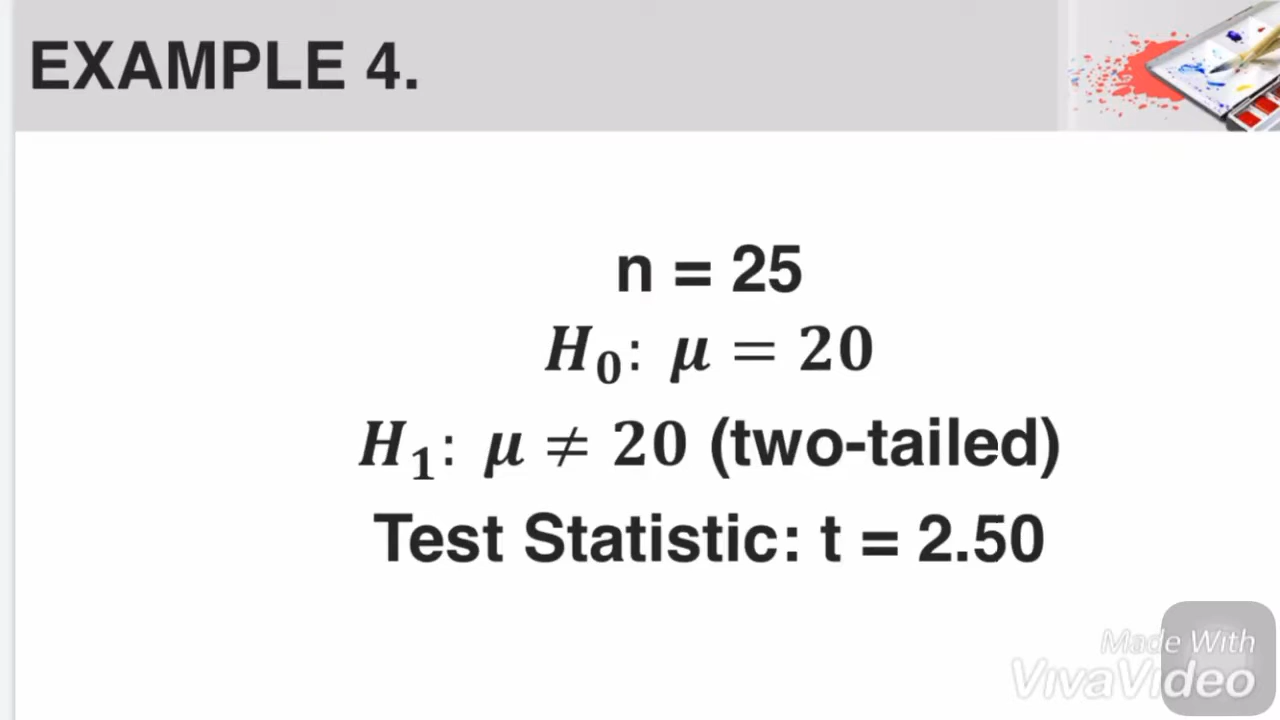 EXAMPLE 4.
n = 25
H₀: μ = 20
H₁: μ ≠ 20 (two-tailed)
Test Statistic: t = 2.50
Made With
VivaVideo